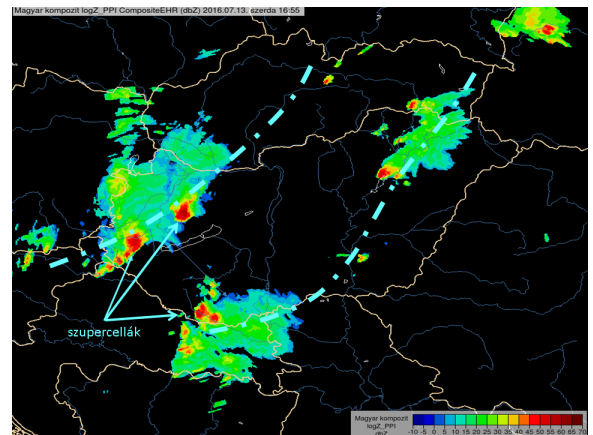 Magyar kompozit logZ_PPI CompositeEHR (dbZ) 2016.07.13. szerda 16:55
szupercellák
Magyar kompozit
logZ_PPI
dbZ
-10 -5 0 5 10 15 20 25 30 35 40 45 50 55 60 65 70